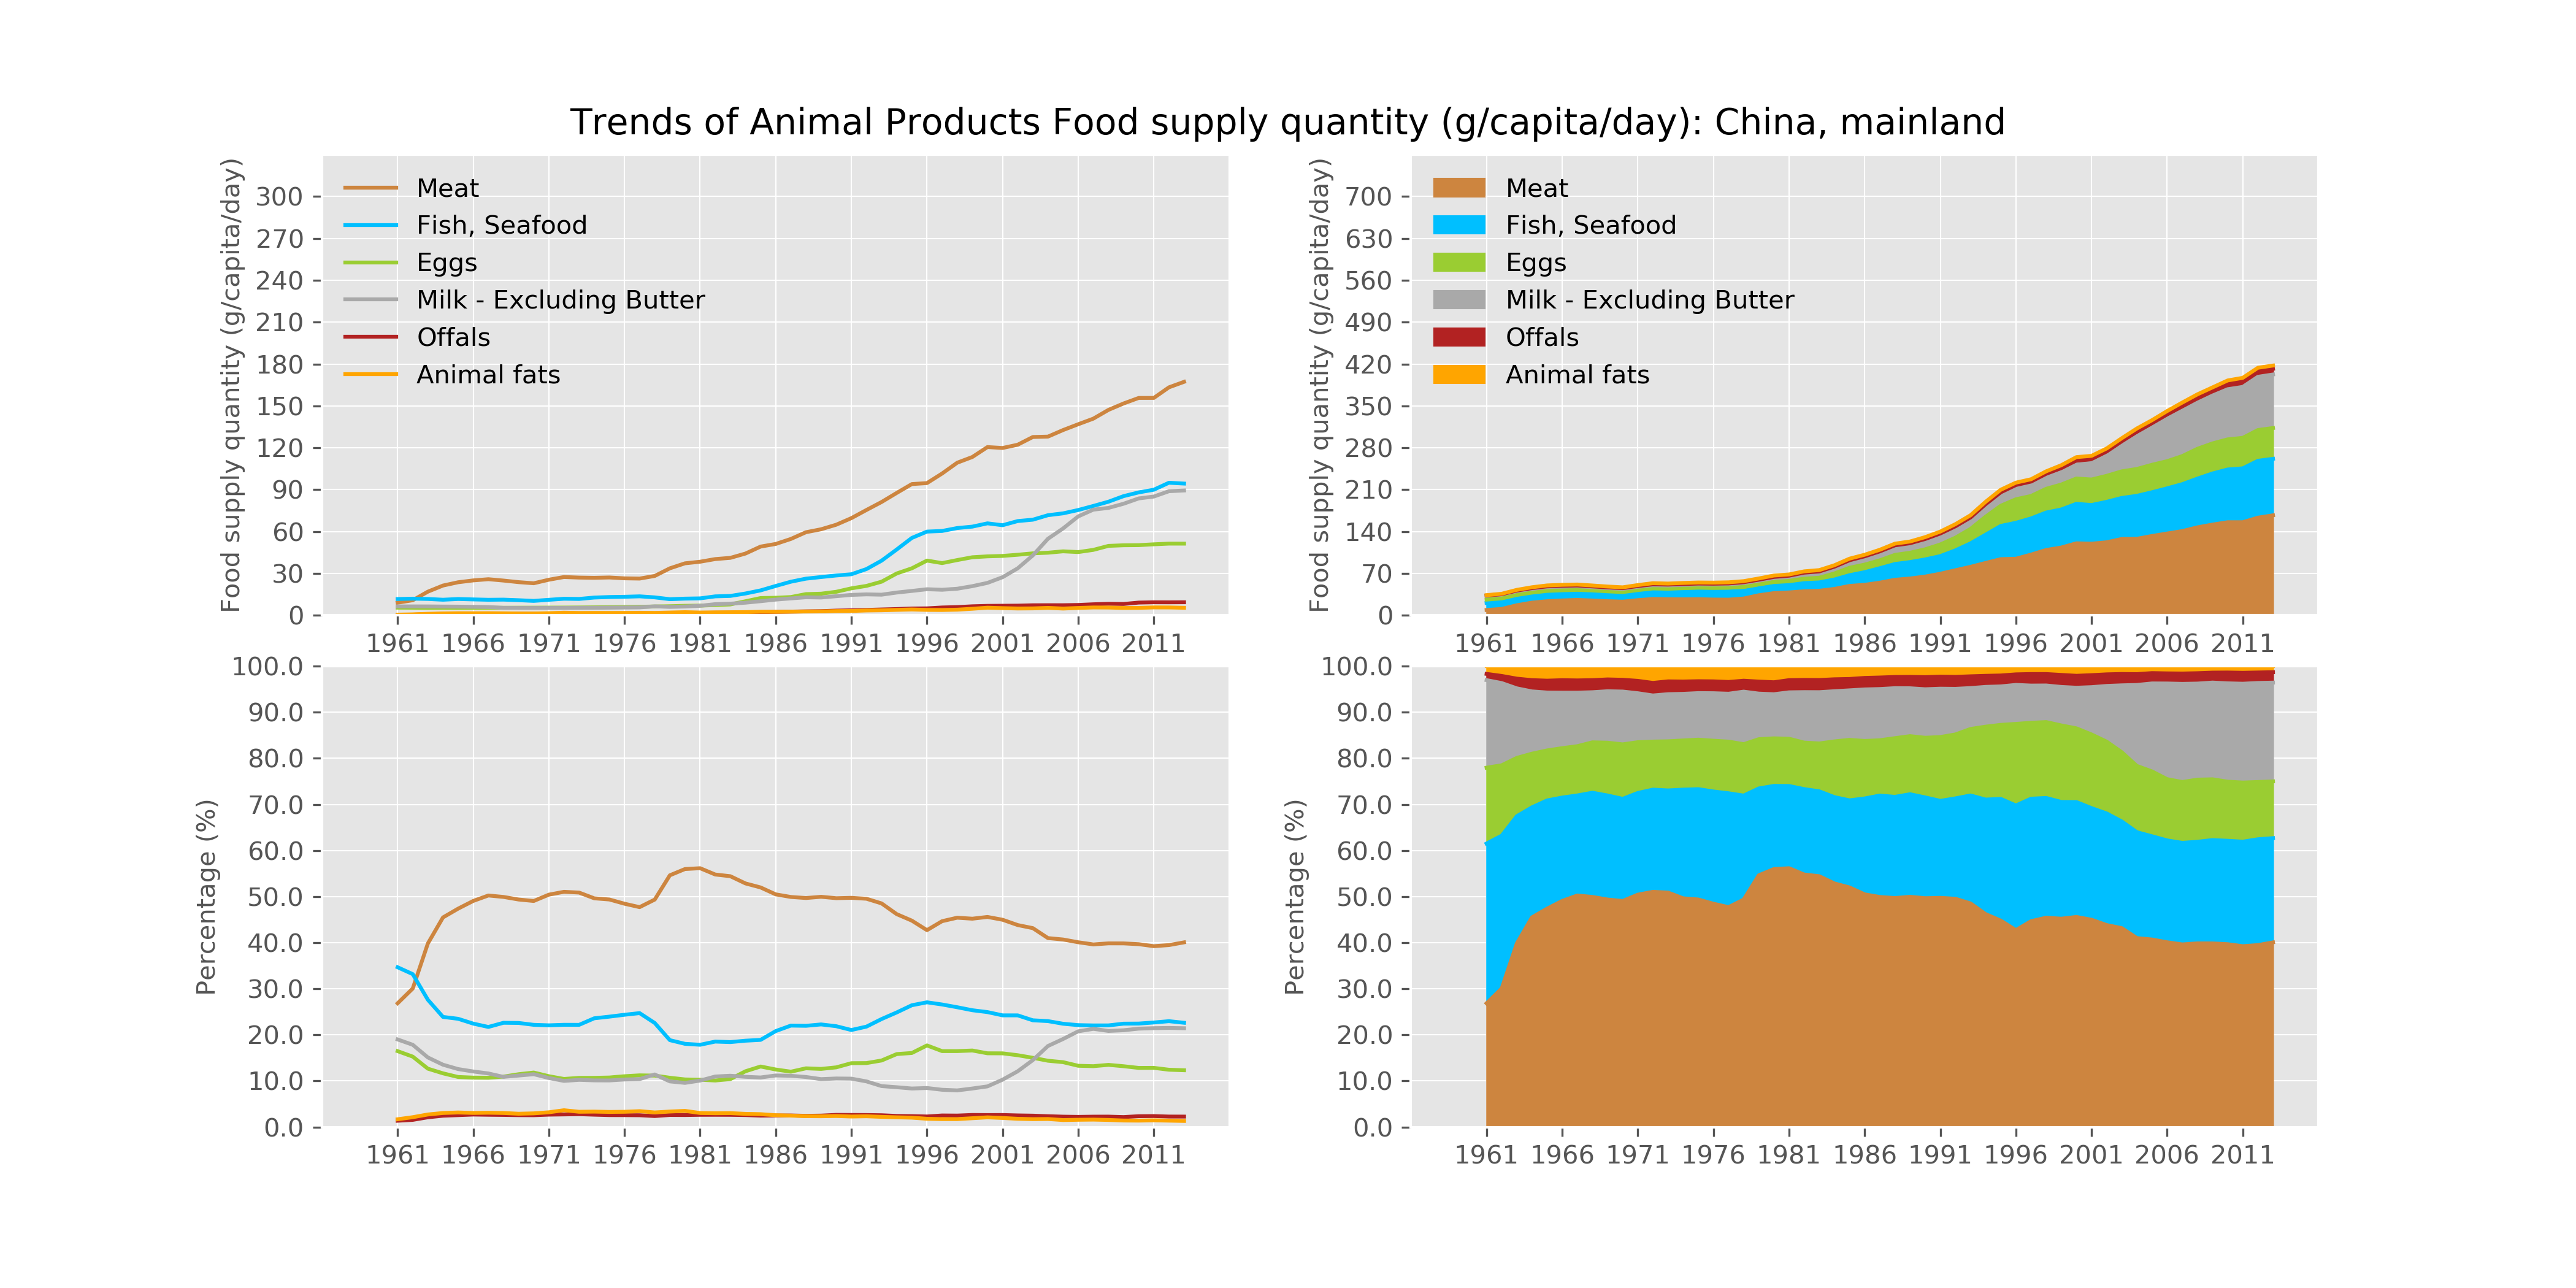 Trends of Animal Products Food supply quantity (g/capita/day): China, mainland
Food supply quantity (g/capita/day)
300
270
240
210
180
150
120
90
60
30
0
Meat
Fish, Seafood
Eggs
Milk - Excluding Butter
Offals
Animal fats
1961 1966 1971 1976 1981 1986 1991 1996 2001 2006 2011
Food supply quantity (g/capita/day)
700
630
560
490
420
350
280
210
140
70
0
Meat
Fish, Seafood
Eggs
Milk - Excluding Butter
Offals
Animal fats
1961 1966 1971 1976 1981 1986 1991 1996 2001 2006 2011
Percentage (%)
100.0
90.0
80.0
70.0
60.0
50.0
40.0
30.0
20.0
10.0
0.0
1961 1966 1971 1976 1981 1986 1991 1996 2001 2006 2011
Percentage (%)
100.0
90.0
80.0
70.0
60.0
50.0
40.0
30.0
20.0
10.0
0.0
1961 1966 1971 1976 1981 1986 1991 1996 2001 2006 2011